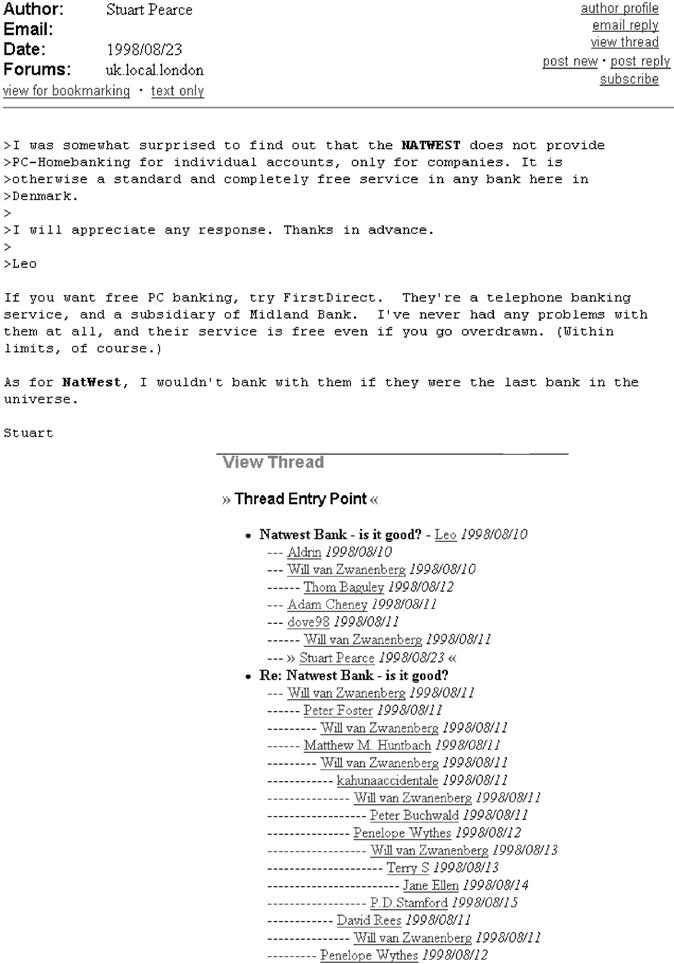 Author: Stuart Pearce author profile
Email: email reply
Date: 1998/08/23 view thread
Forums: uk.local.london post new • post reply
view for bookmarking • text only subscribe
>I was somewhat surprised to find out that the NATWEST does not provide
>PC-Homebanking for individual accounts, only for companies. It is
>otherwise a standard and completely free service in any bank here in
>Denmark.
>
>I will appreciate any response. Thanks in advance.
>
>Leo
If you want free PC banking, try FirstDirect. They're a telephone banking
service, and a subsidiary of Midland Bank. I've never had any problems with
them at all, and their service is free even if you go overdrawn. (Within
limits, of course.)
As for NatWest, I wouldn't bank with them if they were the last bank in the
universe.
Stuart
View Thread
» Thread Entry Point «
• Natwest Bank - is it good? - Leo 1998/08/10
--- Aldrin 1998/08/10
--- Will van Zwanenberg 1998/08/10
------ Thom Baguley 1998/08/12
--- Adam Cheney 1998/08/11
--- dove98 1998/08/11
------ Will van Zwanenberg 1998/08/11
--- » Stuart Pearce 1998/08/23 «
• Re: Natwest Bank - is it good?
--- Will van Zwanenberg 1998/08/11
------ Peter Foster 1998/08/11
--------- Will van Zwanenberg 1998/08/11
------ Matthew M. Huntbach 1998/08/11
--------- Will van Zwanenberg 1998/08/11
------------ kahunaaccidentale 1998/08/11
--------------- Will van Zwanenberg 1998/08/11
------------------ Peter Buchwald 1998/08/11
--------------- Penelope Wythes 1998/08/12
------------------ Will van Zwanenberg 1998/08/13
--------------------- Terry S 1998/08/13
------------------------ Jane Ellen 1998/08/14
------------------ P.D.Stamford 1998/08/15
------------ David Rees 1998/08/11
--------------- Will van Zwanenberg 1998/08/11
--------- Penelope Wythes 1998/08/12